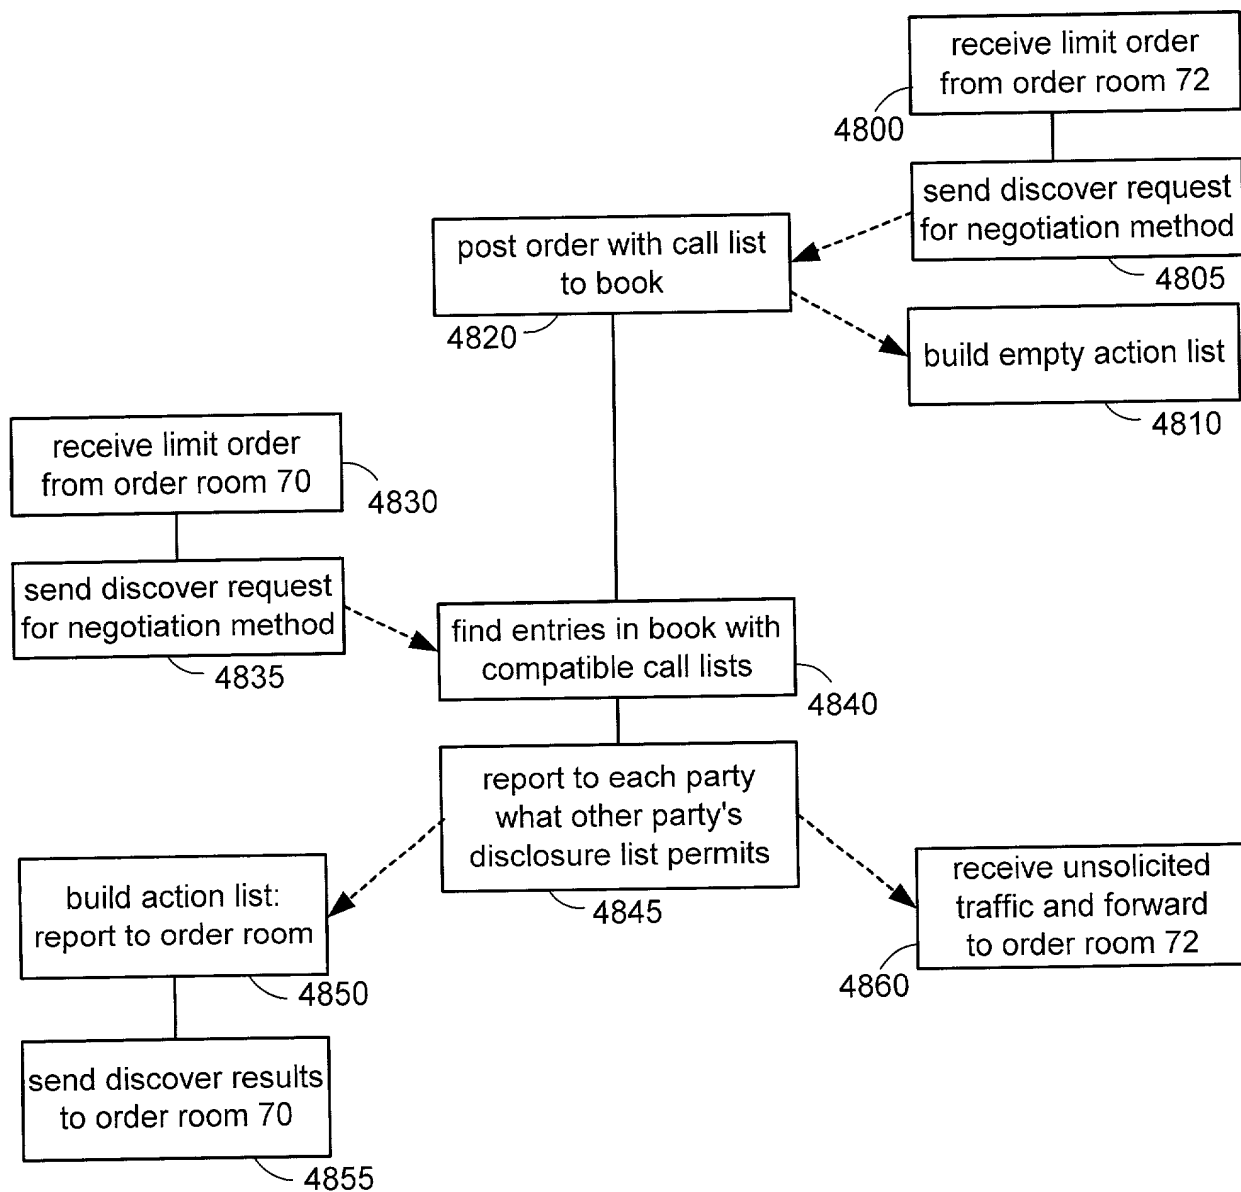 receive limit order
from order room 72
4800
send discover request
for negotiation method
4805
post order with call list
to book
4820
build empty action list
4810
receive limit order
from order room 70
4830
send discover request
for negotiation method
4835
find entries in book with
compatible call lists
4840
report to each party
what other party's
disclosure list permits
4845
build action list:
report to order room
4850
receive unsolicited
traffic and forward
to order room 72
4860
send discover results
to order room 70
4855